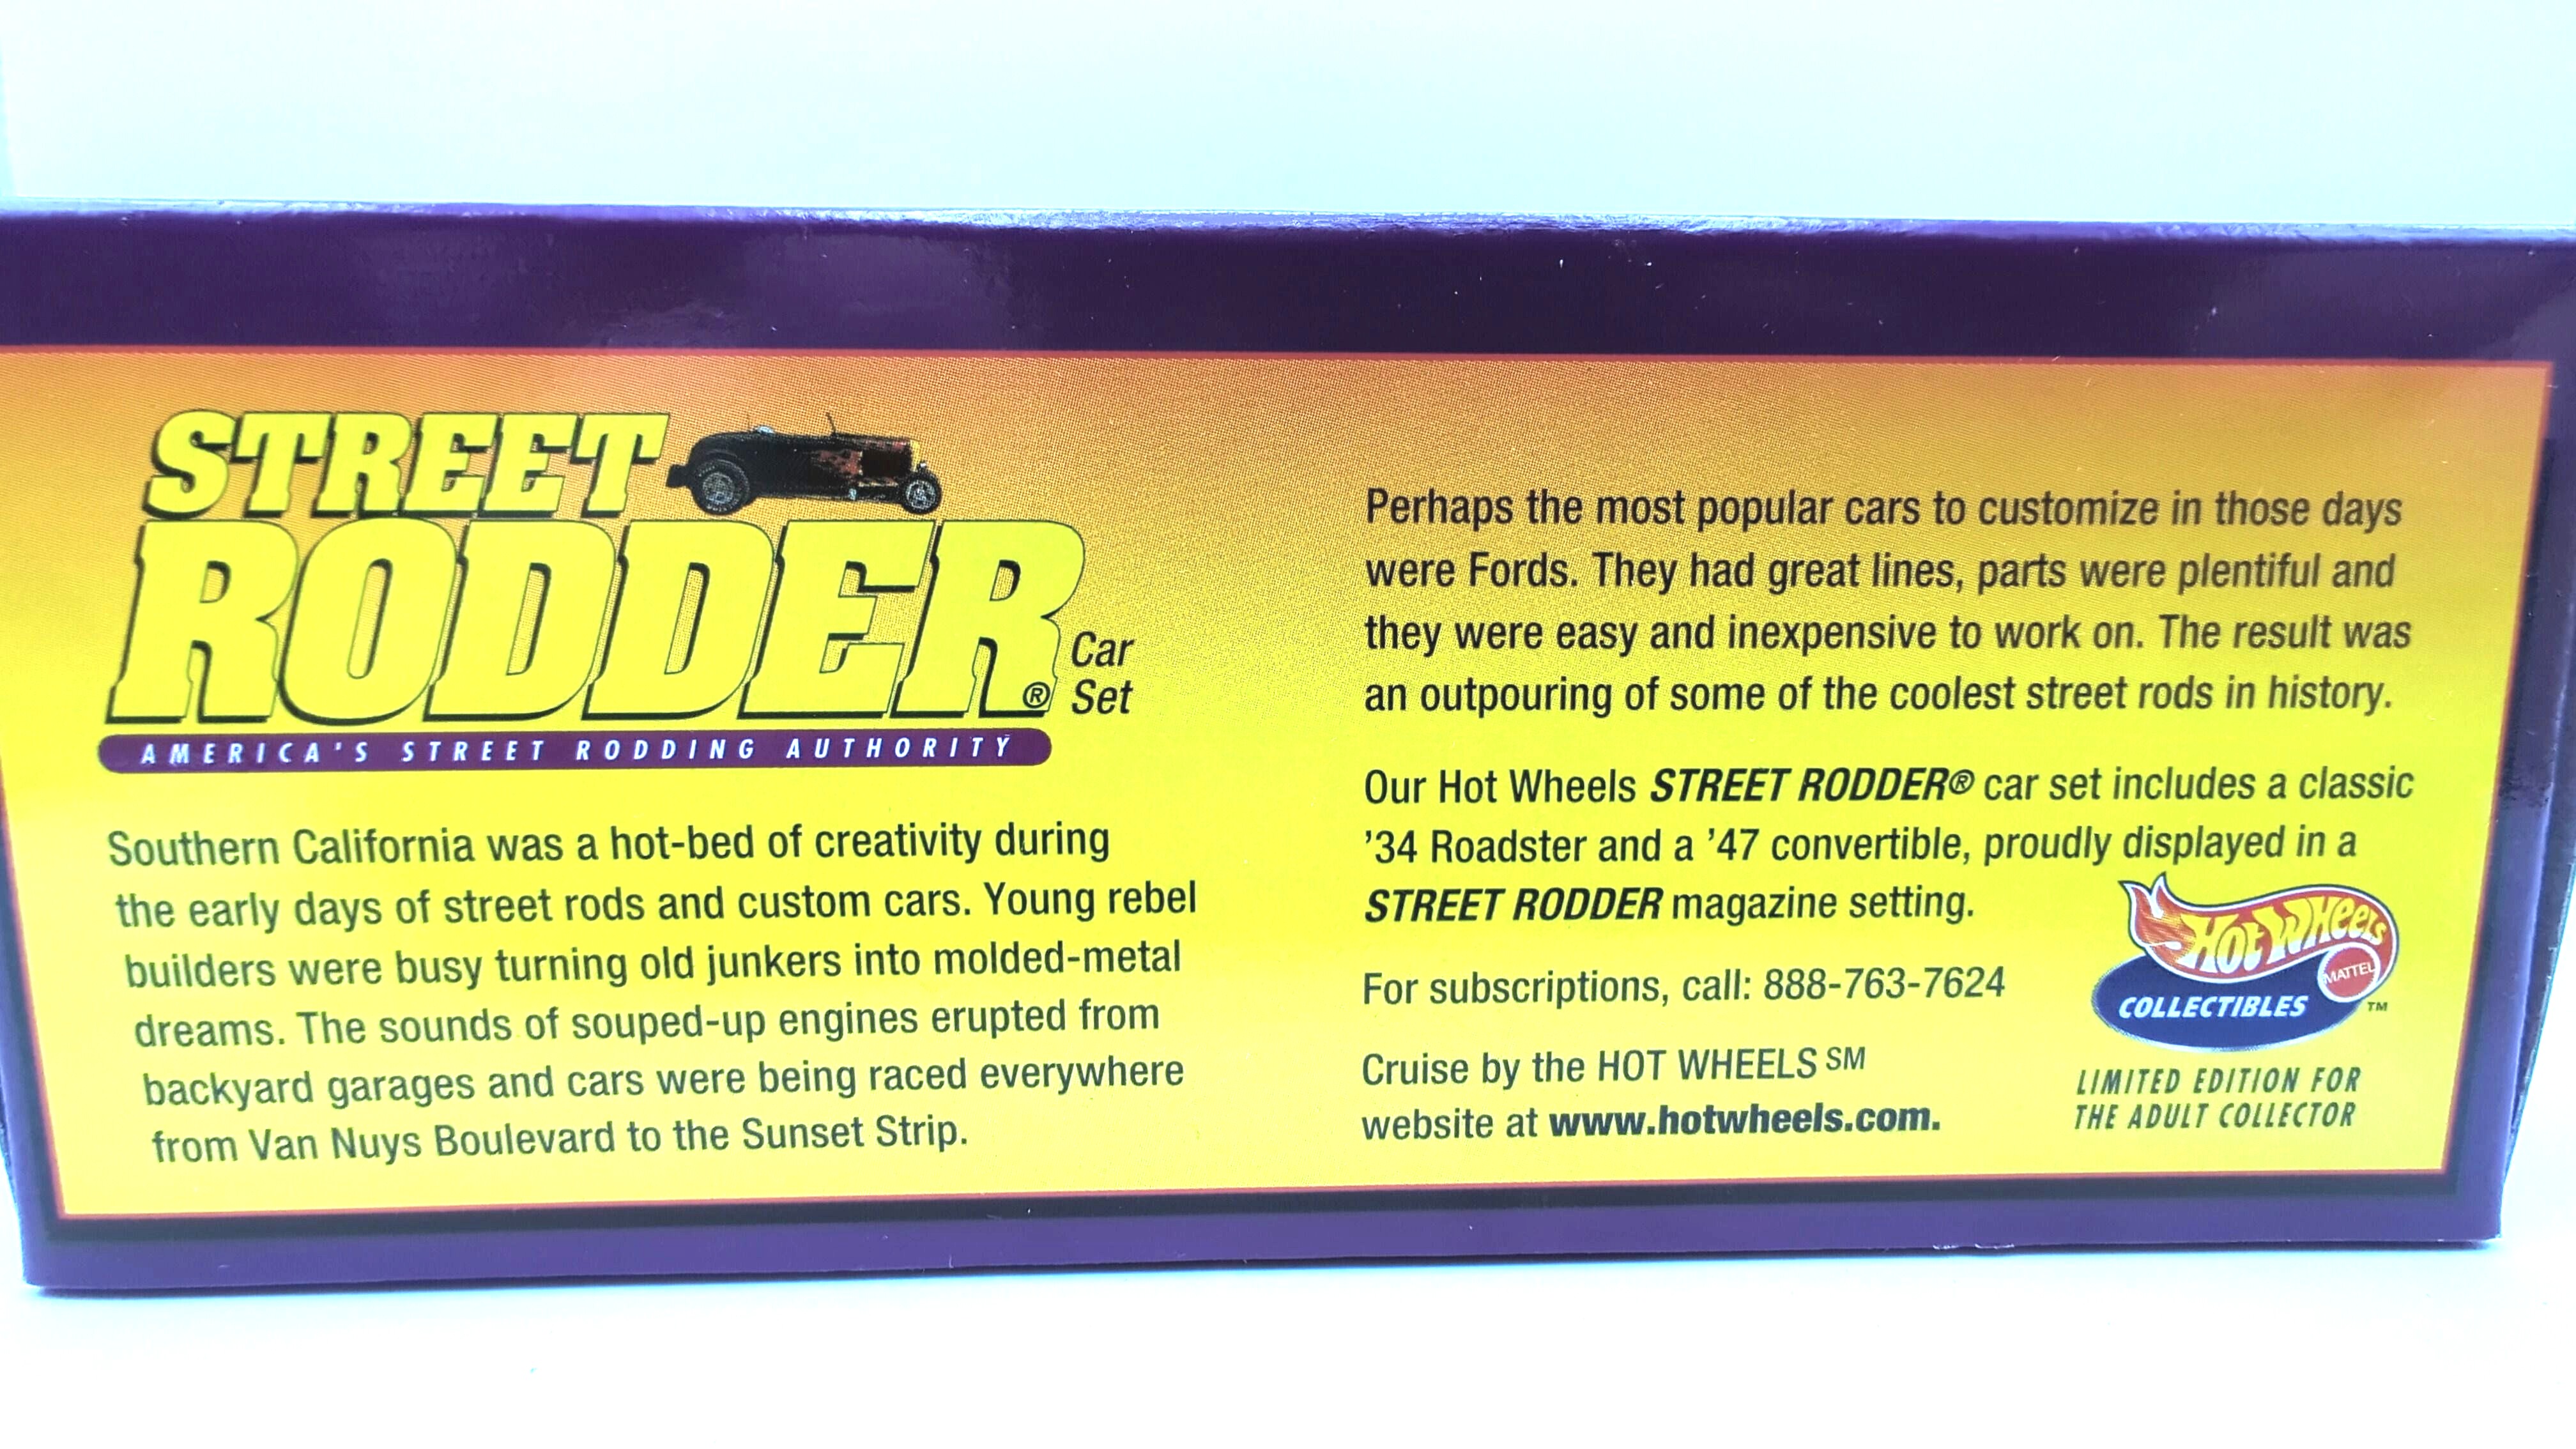 STREET
RODDER®
Car
Set
AMERICA'S STREET RODDING AUTHORITY
Southern California was a hot-bed of creativity during
the early days of street rods and custom cars. Young rebel
builders were busy turning old junkers into molded-metal
dreams. The sounds of souped-up engines erupted from
backyard garages and cars were being raced everywhere
from Van Nuys Boulevard to the Sunset Strip.
Perhaps the most popular cars to customize in those days
were Fords. They had great lines, parts were plentiful and
they were easy and inexpensive to work on. The result was
an outpouring of some of the coolest street rods in history.
Our Hot Wheels STREET RODDER® car set includes a classic
’34 Roadster and a ’47 convertible, proudly displayed in a
STREET RODDER magazine setting.
For subscriptions, call: 888-763-7624
Cruise by the HOT WHEELS℠
website at www.hotwheels.com.
Hot Wheels
MATTEL
COLLECTIBLES™
LIMITED EDITION FOR
THE ADULT COLLECTOR